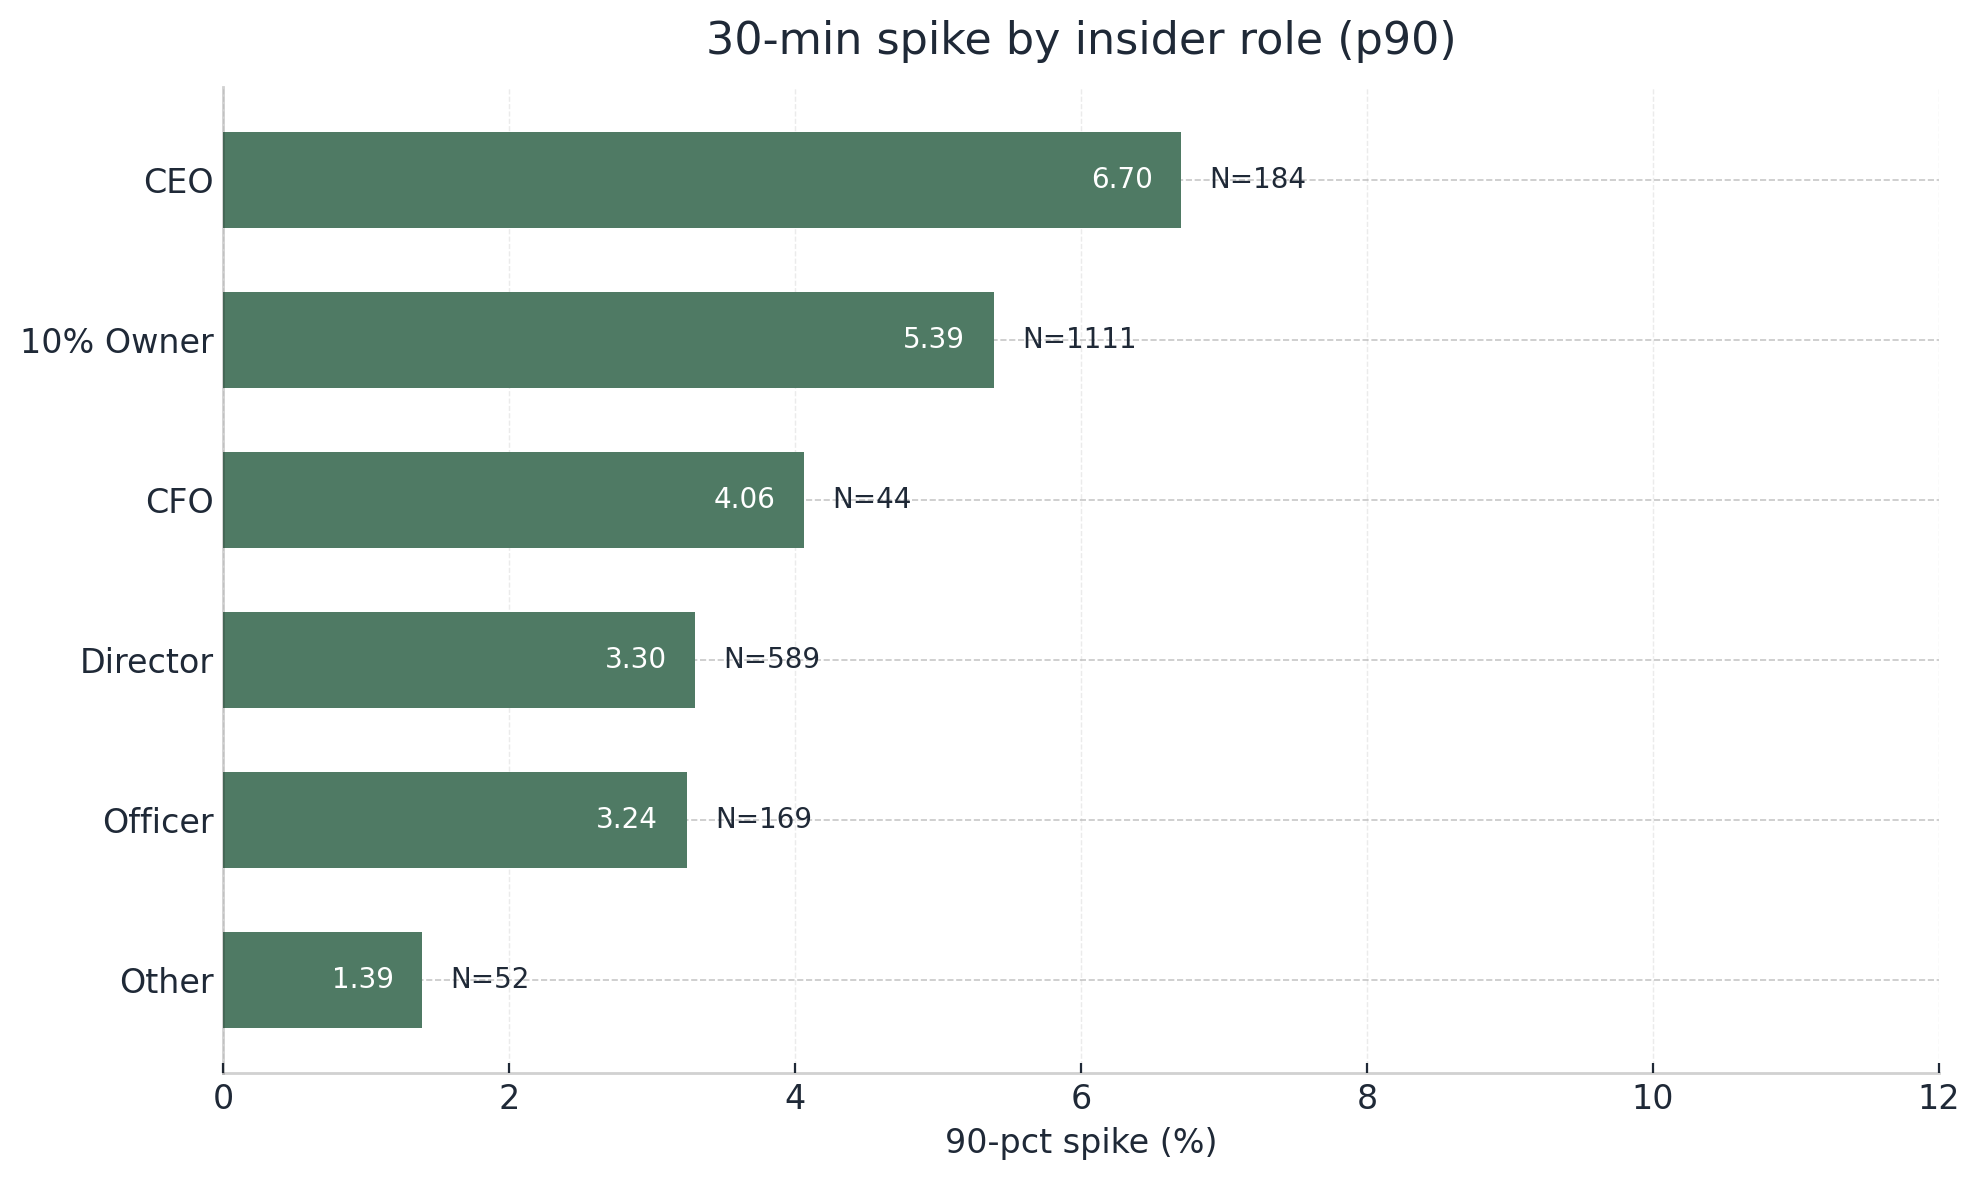 30-min spike by insider role (p90)
CEO 6.70 N=184
10% Owner 5.39 N=1111
CFO 4.06 N=44
Director 3.30 N=589
Officer 3.24 N=169
Other 1.39 N=52
0 2 4 6 8 10 12
90-pct spike (%)